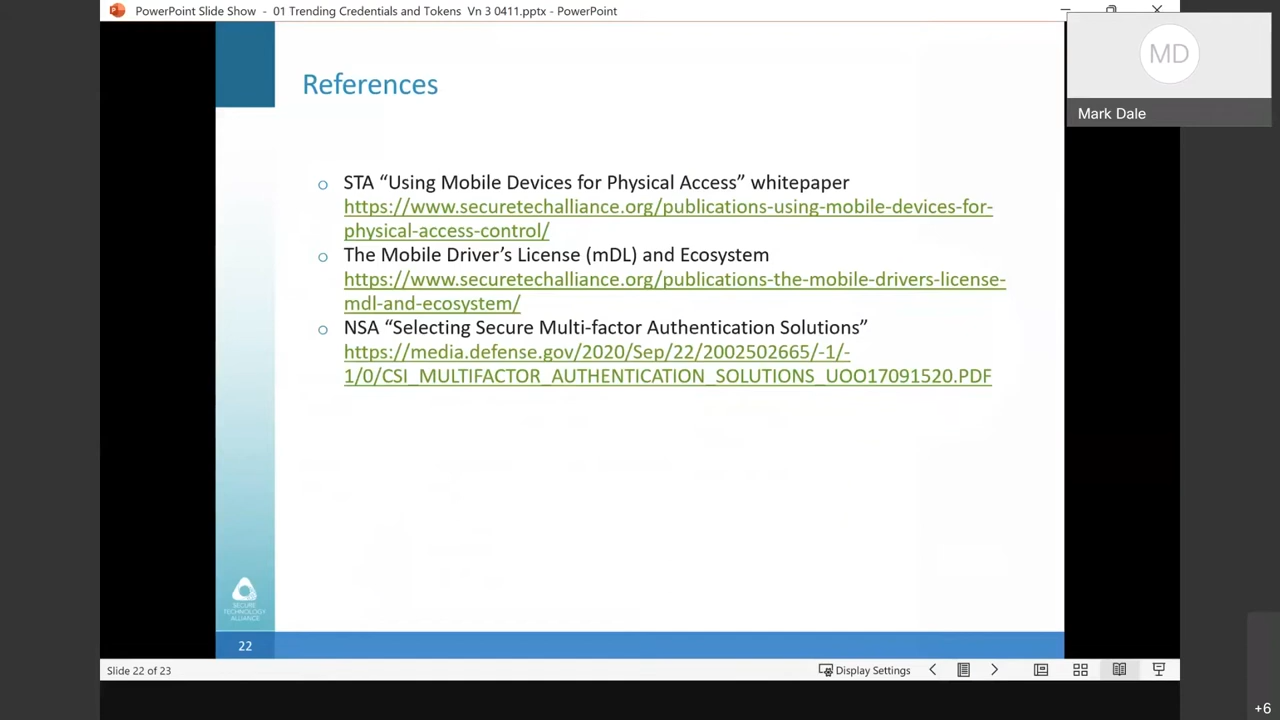 PowerPoint Slide Show - 01 Trending Credentials and Tokens Vn 3 0411.pptx - PowerPoint
MD
Mark Dale
References
STA “Using Mobile Devices for Physical Access” whitepaper
https://www.securetechalliance.org/publications-using-mobile-devices-for-
physical-access-control/
The Mobile Driver’s License (mDL) and Ecosystem
https://www.securetechalliance.org/publications-the-mobile-drivers-license-
mdl-and-ecosystem/
NSA “Selecting Secure Multi-factor Authentication Solutions”
https://media.defense.gov/2020/Sep/22/2002502665/-1/-
1/0/CSI_MULTIFACTOR_AUTHENTICATION_SOLUTIONS_UOO17091520.PDF
SECURE
TECHNOLOGY
ALLIANCE
22
Slide 22 of 23
Display Settings
+6